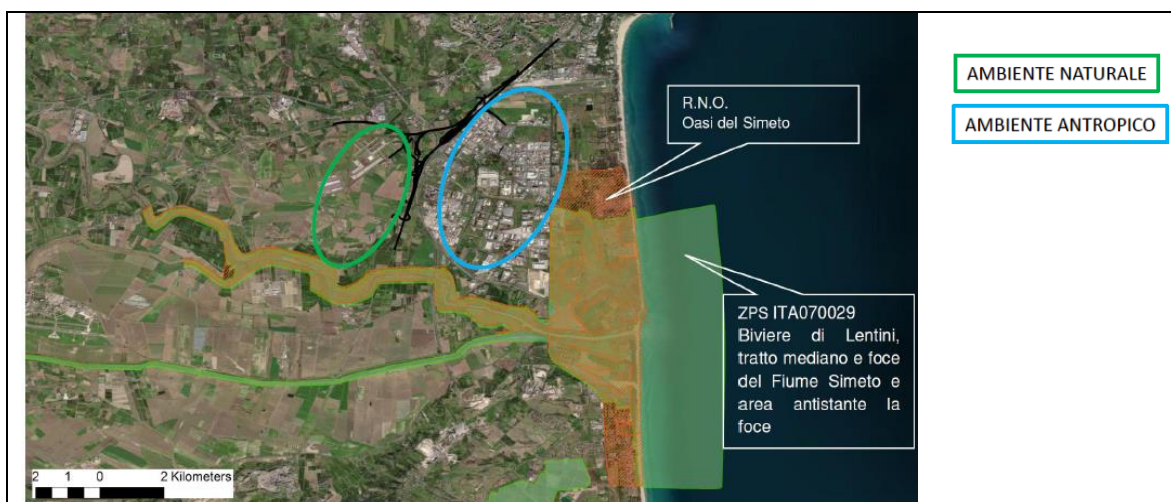 AMBIENTE NATURALE
AMBIENTE ANTROPICO
R.N.O.
Oasi del Simeto
ZPS ITA070029
Biviere di Lentini,
tratto mediano e foce
del Fiume Simeto e
area antistante la
foce
2 1 0 2 Kilometers